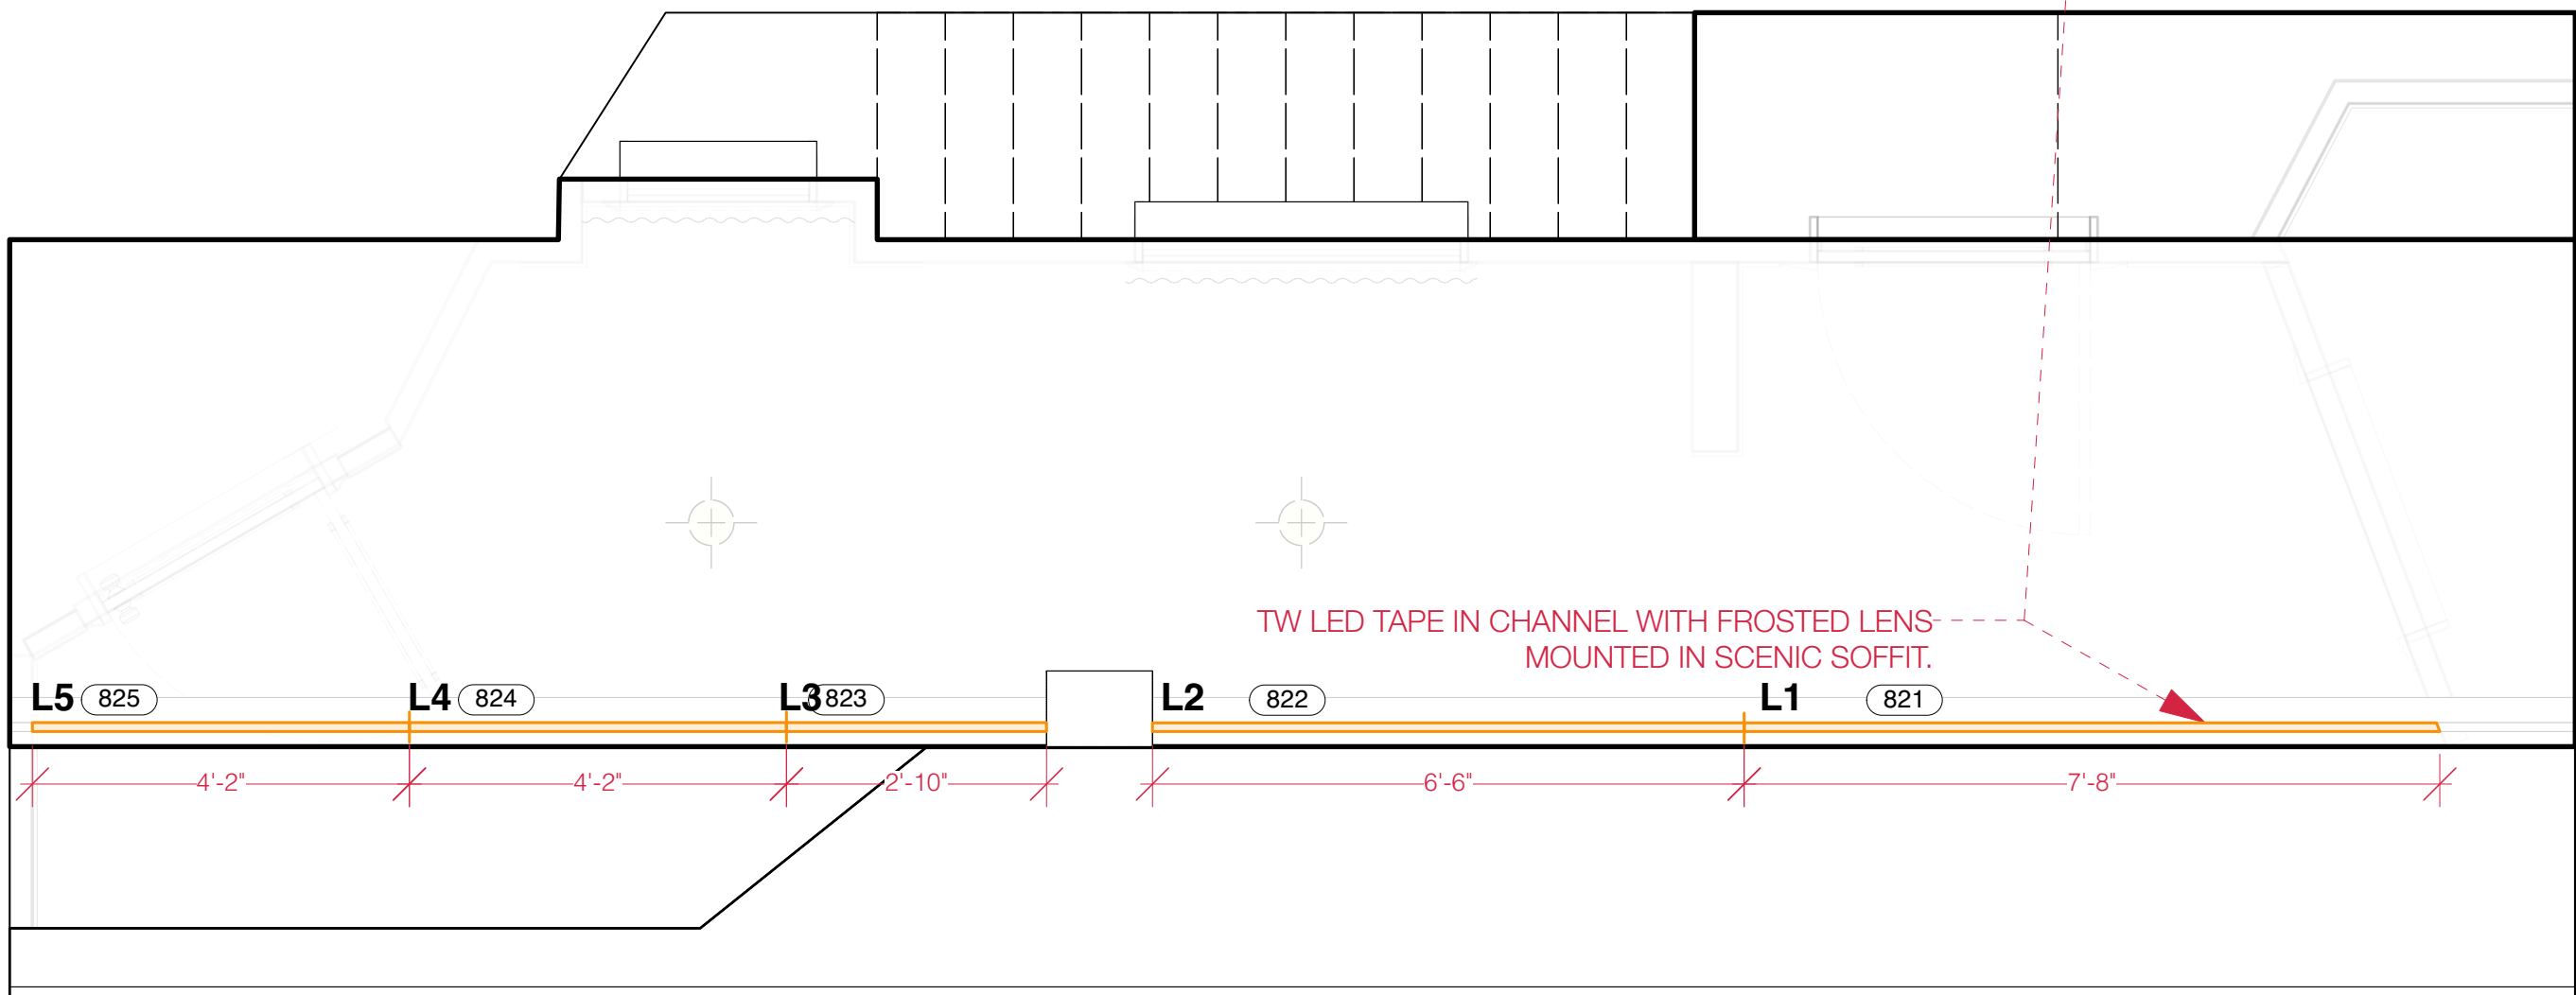 TW LED TAPE IN CHANNEL WITH FROSTED LENS
MOUNTED IN SCENIC SOFFIT.
L5 825 L4 824 L3 823 L2 822 L1 821
4'-2" 4'-2" 2'-10" 6'-6" 7'-8"